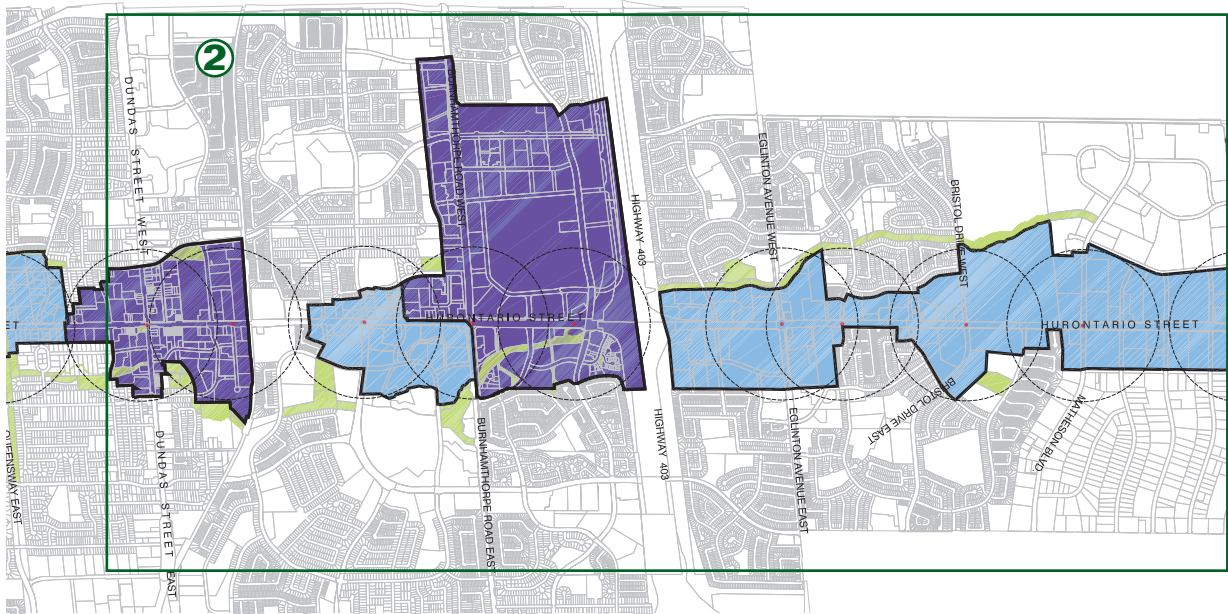 2
DUNDAS STREET WEST
BURNHAMTHORPE ROAD WEST
HIGHWAY 403
EGLINTON AVENUE WEST
BRISTOL DRIVE WEST
ET
HURONTARIO STREET
HURONTARIO STREET
QUEENSWAY EAST
DUNDAS STREET EAST
BURNHAMTHORPE ROAD EAST
HIGHWAY 403
EGLINTON AVENUE EAST
BRISTOL DRIVE EAST
MATHESON BLVD